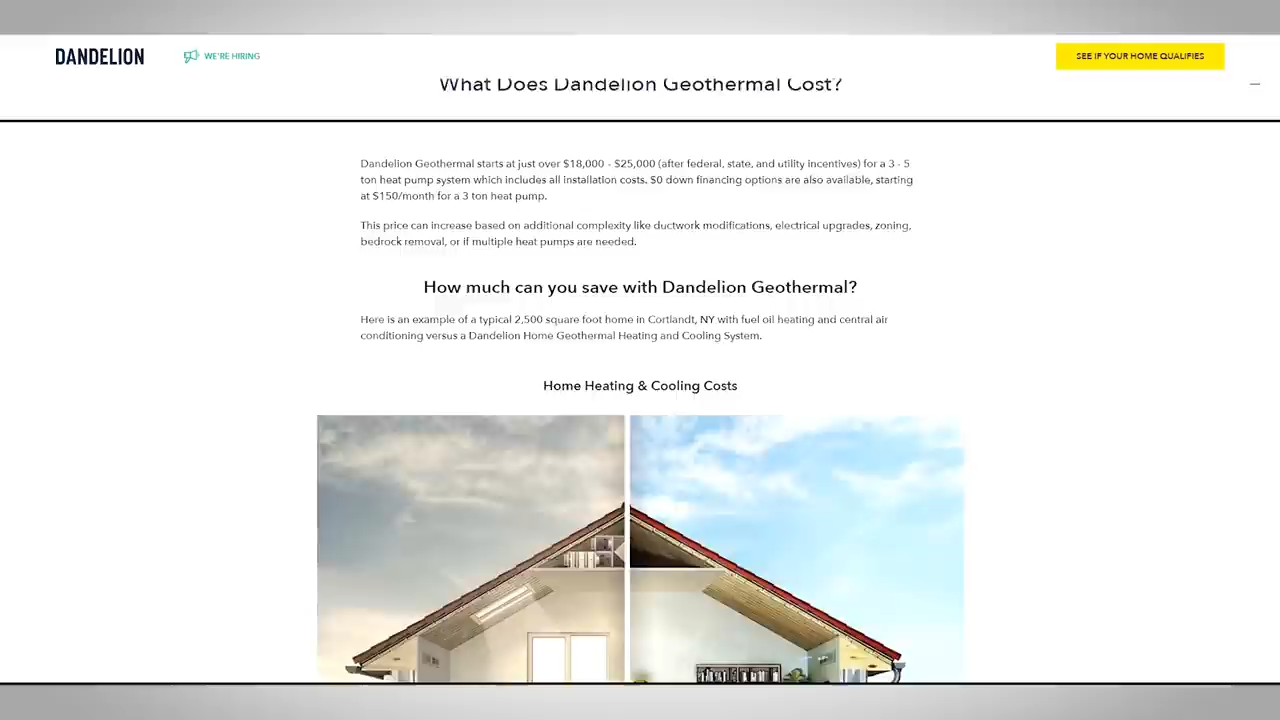 DANDELION
WE'RE HIRING
SEE IF YOUR HOME QUALIFIES
What Does Dandelion Geothermal Cost?
Dandelion Geothermal starts at just over $18,000 - $25,000 (after federal, state, and utility incentives) for a 3 - 5
ton heat pump system which includes all installation costs. $0 down financing options are also available, starting
at $150/month for a 3 ton heat pump.
This price can increase based on additional complexity like ductwork modifications, electrical upgrades, zoning,
bedrock removal, or if multiple heat pumps are needed.
How much can you save with Dandelion Geothermal?
Here is an example of a typical 2,500 square foot home in Cortlandt, NY with fuel oil heating and central air
conditioning versus a Dandelion Home Geothermal Heating and Cooling System.
Home Heating & Cooling Costs